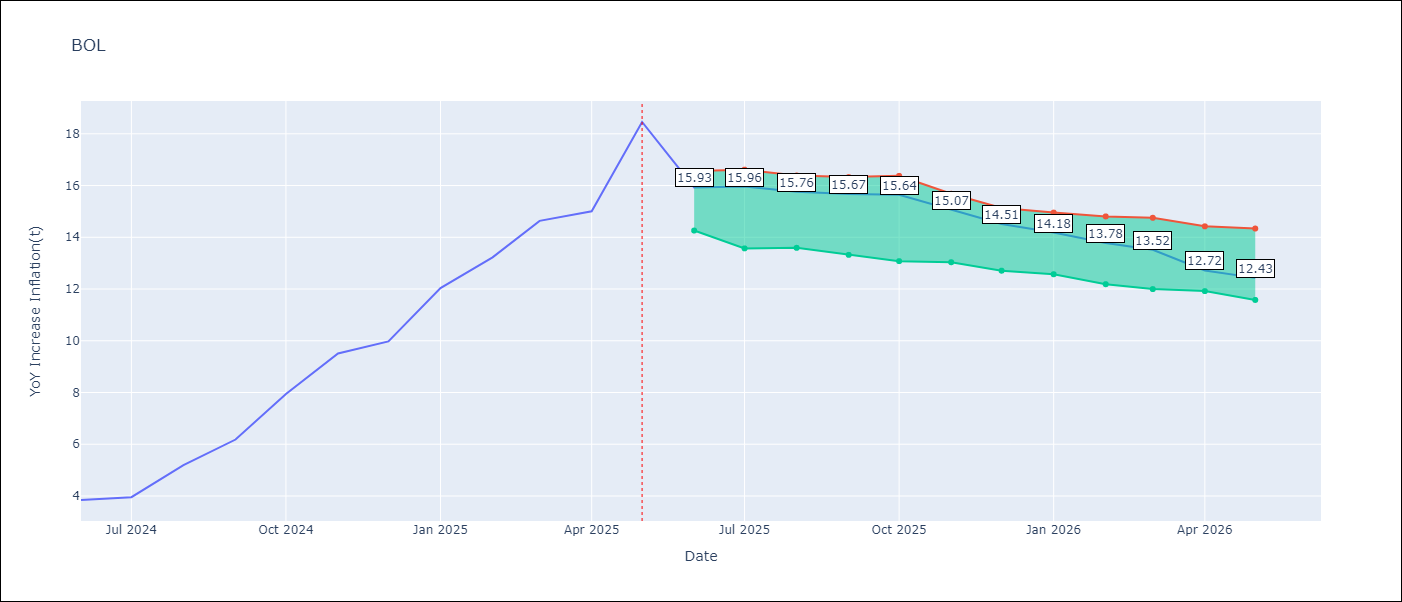 BOL
YoY Increase Inflation(t)
18
16
14
12
10
8
6
4
15.93
15.96
15.76
15.67
15.64
15.07
14.51
14.18
13.78
13.52
12.72
12.43
Jul 2024
Oct 2024
Jan 2025
Apr 2025
Jul 2025
Oct 2025
Jan 2026
Apr 2026
Date